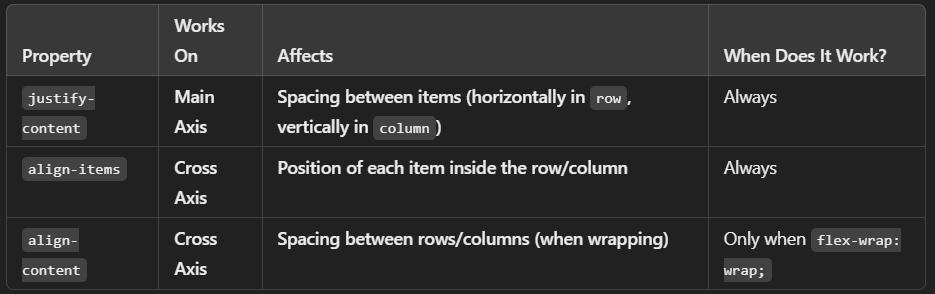 Property
Works
On
Affects
When Does It Work?
justify-
content
Main
Axis
Spacing between items (horizontally in row,
vertically in column)
Always
align-items
Cross
Axis
Position of each item inside the row/column
Always
align-
content
Cross
Axis
Spacing between rows/columns (when wrapping)
Only when flex-wrap:
wrap;